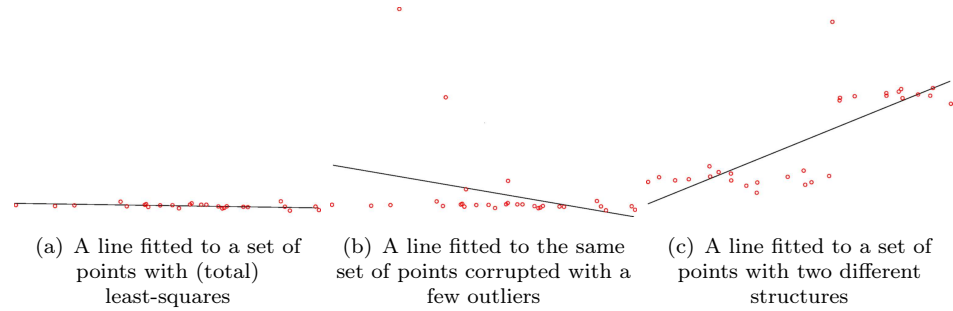 (a) A line fitted to a set of
points with (total)
least-squares
(b) A line fitted to the same
set of points corrupted with a
few outliers
(c) A line fitted to a set of
points with two different
structures